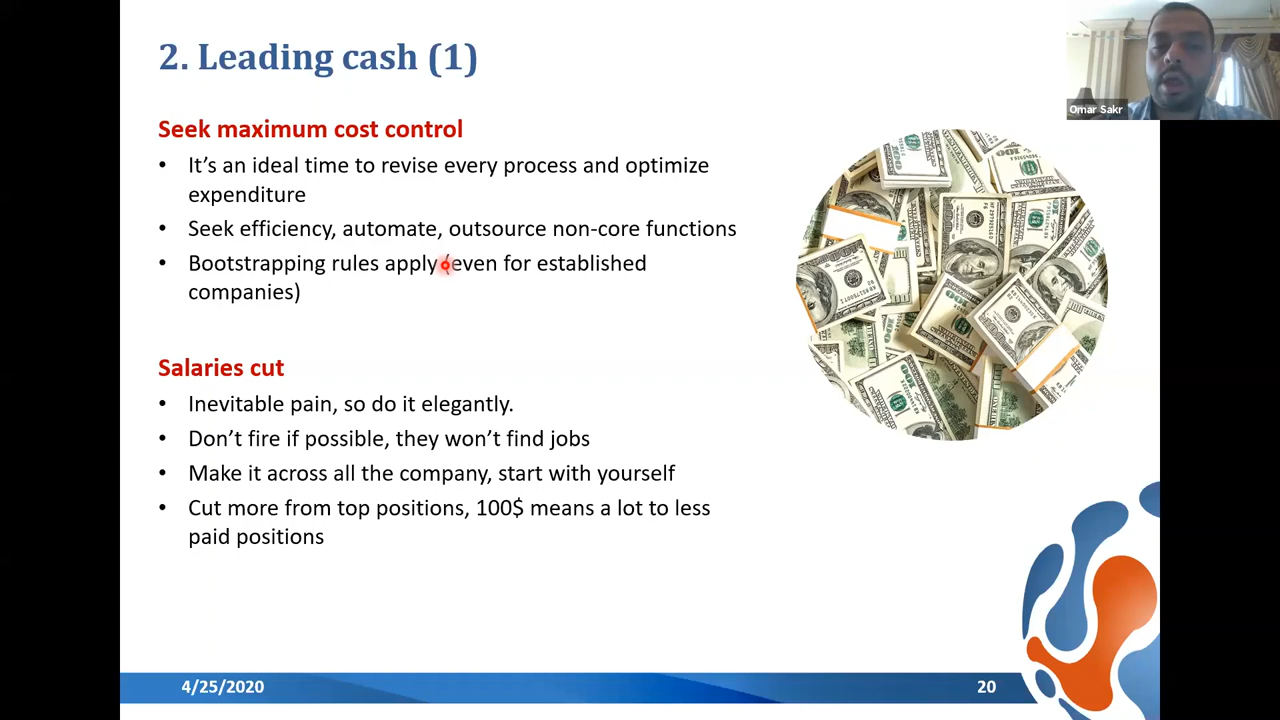 2. Leading cash (1)
Omar Sakr
Seek maximum cost control
• It’s an ideal time to revise every process and optimize
expenditure
• Seek efficiency, automate, outsource non-core functions
• Bootstrapping rules apply (even for established
companies)
Salaries cut
• Inevitable pain, so do it elegantly.
• Don’t fire if possible, they won’t find jobs
• Make it across all the company, start with yourself
• Cut more from top positions, 100$ means a lot to less
paid positions
4/25/2020
20